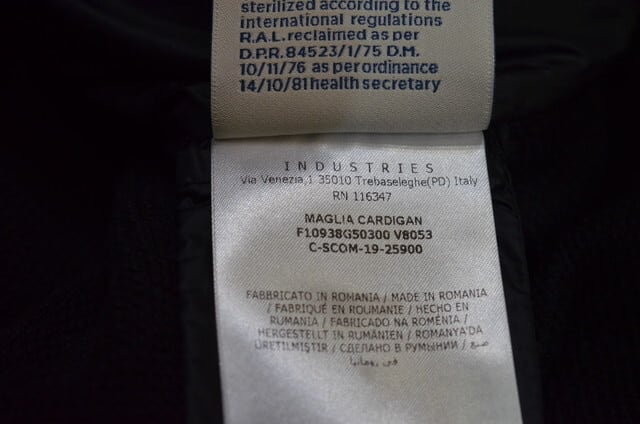 sterilized according to the
international regulations
R.A.L. reclaimed as per
D.P.R. 84523/1/75 D.M.
10/11/76 as per ordinance
14/10/81 health secretary
INDUSTRIES
Via Venezia,1 35010 Trebaseleghe(PD) Italy
RN 116347
MAGLIA CARDIGAN
F10938G50300 V8053
C-SCOM-19-25900
FABBRICATO IN ROMANIA / MADE IN ROMANIA
/ FABRIQUÉ EN ROUMANIE / HECHO EN
RUMANIA / FABRICADO NA ROMÉNIA /
HERGESTELLT IN RUMÄNIEN / ROMANYA'DA
ÜRETILMIŞTIR / СДЕЛАНО В РУМЫНИИ / صنع
في رومانيا